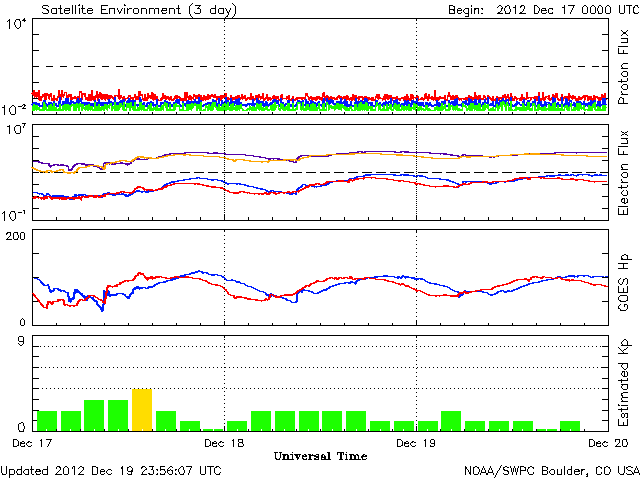 Satellite Environment (3 day)
Begin: 2012 Dec 17 0000 UTC
10⁴
10⁻²
Proton Flux
10⁷
10⁻¹
Electron Flux
200
0
GOES Hp
9
0
Estimated Kp
Dec 17 Dec 18 Dec 19 Dec 20
Universal Time
Updated 2012 Dec 19 23:56:07 UTC
NOAA/SWPC Boulder, CO USA